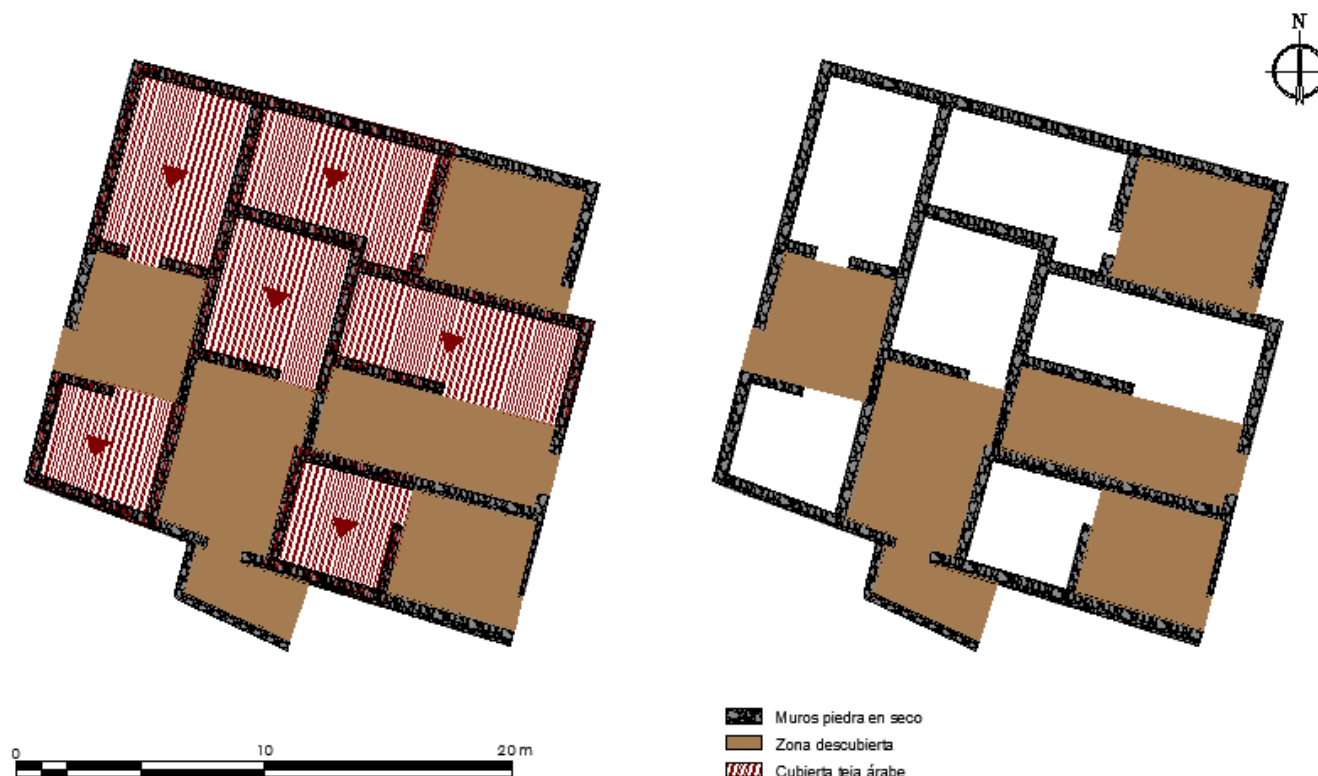 N
Muros piedra en seco
0 10 20 m
Zona descubierta
Cubierta teja árabe